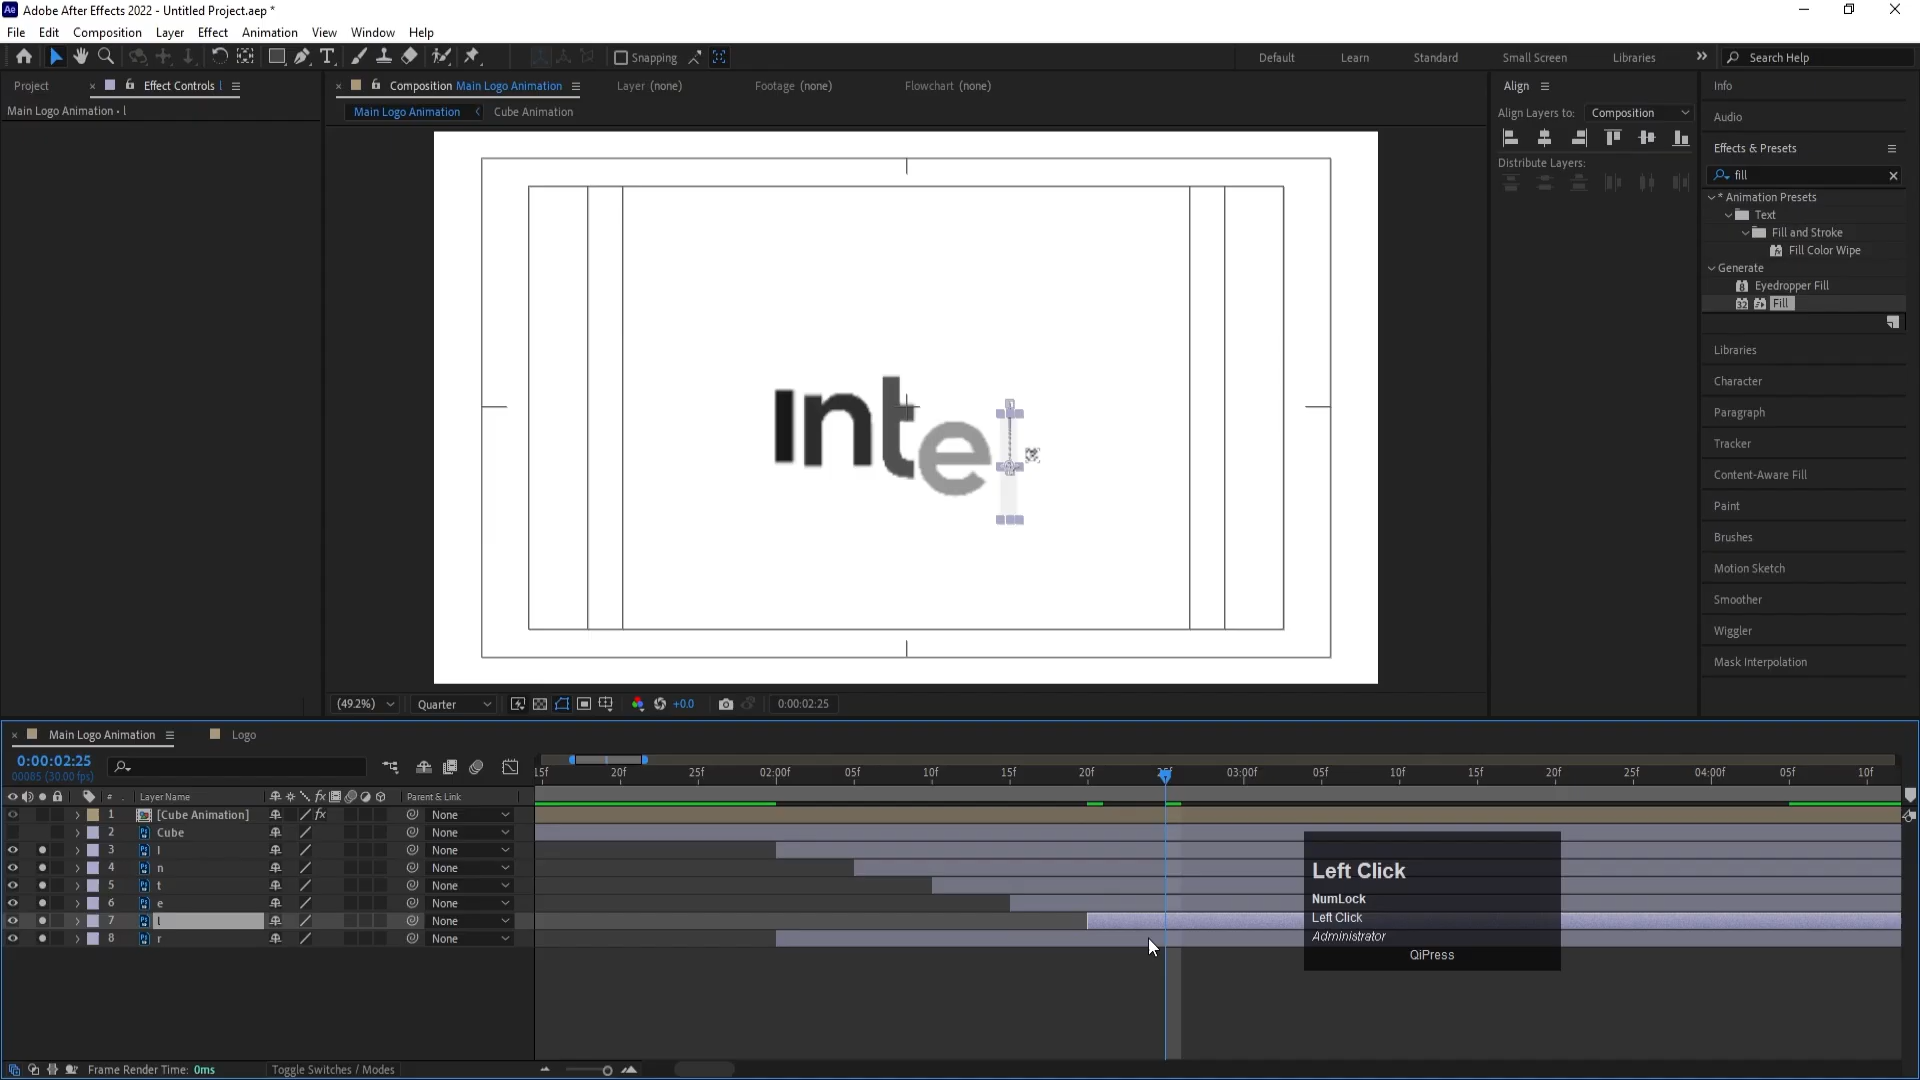 Adobe After Effects 2022 - Untitled Project.aep *
File Edit Composition Layer Effect Animation View Window Help
Snapping
Default Learn Standard Small Screen Libraries
Search Help
Project
Effect Controls l
Main Logo Animation • l
Composition Main Logo Animation
Layer (none)
Footage (none)
Flowchart (none)
Main Logo Animation
Cube Animation
Intel
(49.2%)
Quarter
+0.0
0:00:02:25
Align
Align Layers to: Composition
Distribute Layers:
Info
Audio
Effects & Presets
fill
* Animation Presets
Text
Fill and Stroke
Fill Color Wipe
Generate
Eyedropper Fill
Fill
Libraries
Character
Paragraph
Tracker
Content-Aware Fill
Paint
Brushes
Motion Sketch
Smoother
Wiggler
Mask Interpolation
Main Logo Animation
Logo
0:00:02:25
00085 (30.00 fps)
15f 20f 25f 02:00f 05f 10f 15f 20f 25f 03:00f 05f 10f 15f 20f 25f 04:00f 05f 10f
# Layer Name Parent & Link
1 [Cube Animation] None
2 Cube None
3 I None
4 n None
5 t None
6 e None
7 l None
8 r None
Left Click
NumLock
Left Click
Administrator
QiPress
Frame Render Time: 0ms
Toggle Switches / Modes